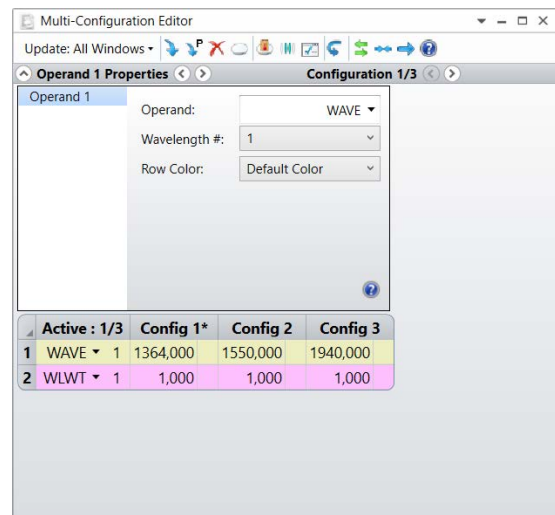 Multi-Configuration Editor
Update: All Windows
Operand 1 Properties Configuration 1/3
Operand 1
Operand: WAVE
Wavelength #: 1
Row Color: Default Color
Active : 1/3 Config 1* Config 2 Config 3
1 WAVE 1 1364,000 1550,000 1940,000
2 WLWT 1 1,000 1,000 1,000